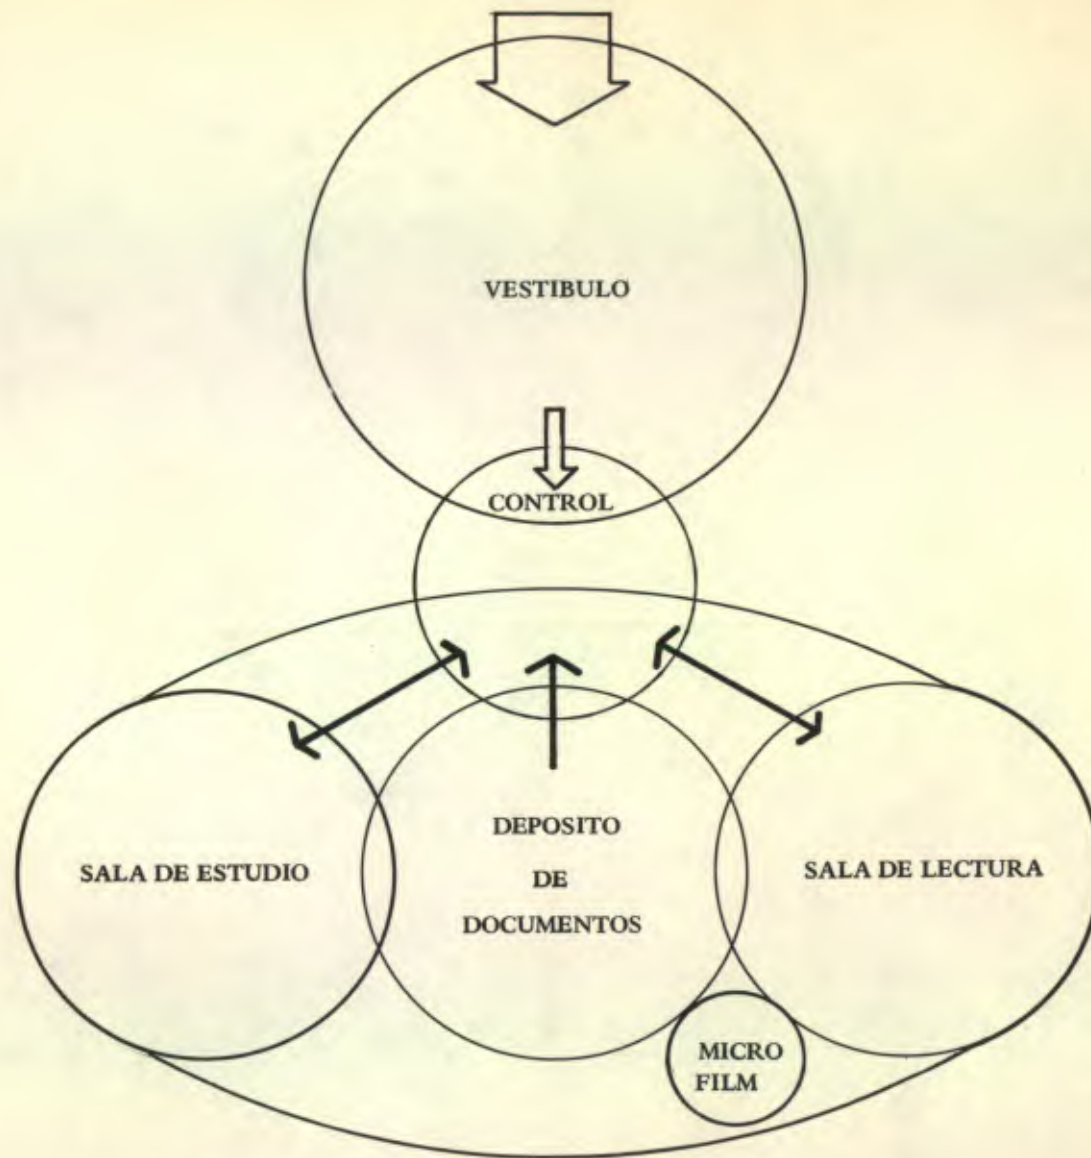 VESTIBULO
CONTROL
SALA DE ESTUDIO
DEPOSITO
DE
DOCUMENTOS
SALA DE LECTURA
MICRO
FILM